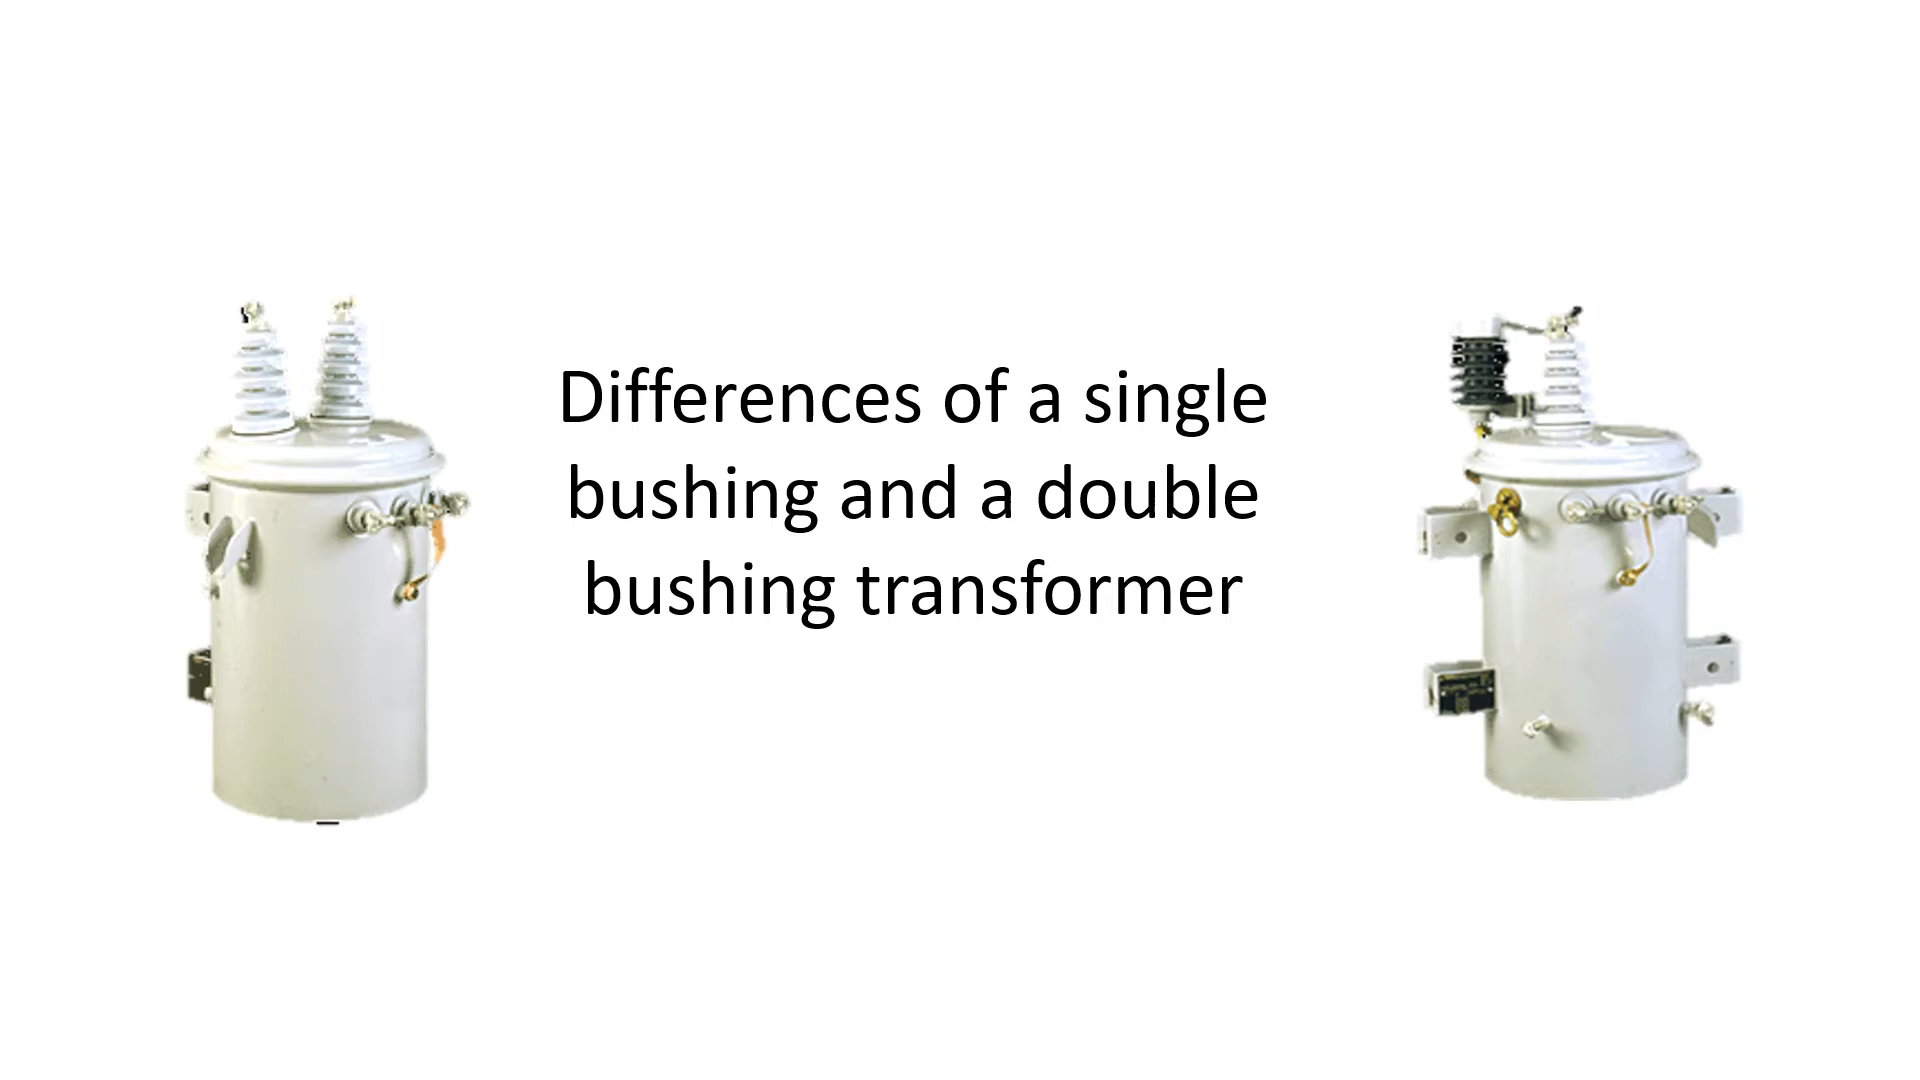 Differences of a single
bushing and a double
bushing transformer